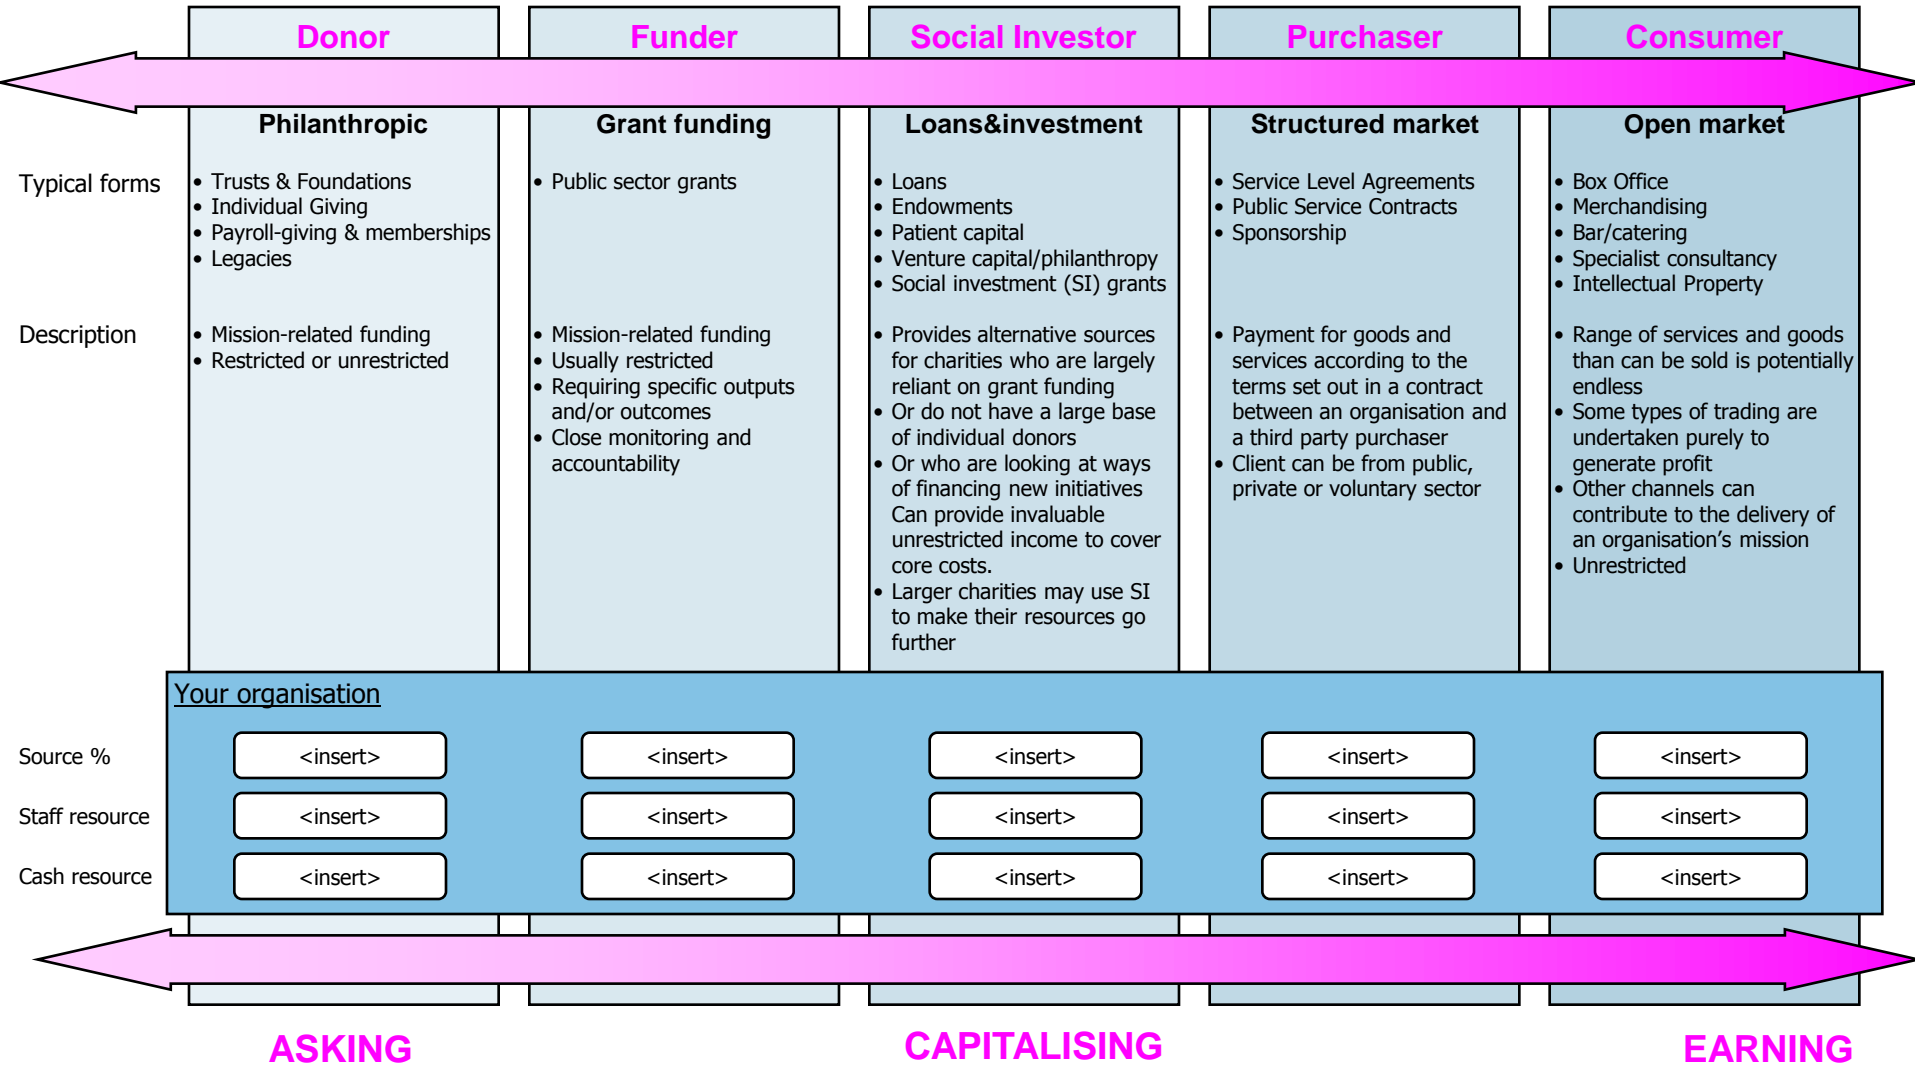 Donor
Funder
Social Investor
Purchaser
Consumer
Philanthropic
Grant funding
Loans&investment
Structured market
Open market
Typical forms
• Trusts & Foundations
• Individual Giving
• Payroll-giving & memberships
• Legacies
• Public sector grants
• Loans
• Endowments
• Patient capital
• Venture capital/philanthropy
• Social investment (SI) grants
• Service Level Agreements
• Public Service Contracts
• Sponsorship
• Box Office
• Merchandising
• Bar/catering
• Specialist consultancy
• Intellectual Property
Description
• Mission-related funding
• Restricted or unrestricted
• Mission-related funding
• Usually restricted
• Requiring specific outputs
and/or outcomes
• Close monitoring and
accountability
• Provides alternative sources
for charities who are largely
reliant on grant funding
• Or do not have a large base
of individual donors
• Or who are looking at ways
of financing new initiatives
Can provide invaluable
unrestricted income to cover
core costs.
• Larger charities may use SI
to make their resources go
further
• Payment for goods and
services according to the
terms set out in a contract
between an organisation and
a third party purchaser
• Client can be from public,
private or voluntary sector
• Range of services and goods
than can be sold is potentially
endless
• Some types of trading are
undertaken purely to
generate profit
• Other channels can
contribute to the delivery of
an organisation's mission
• Unrestricted
Your organisation
Source %
<insert>
<insert>
<insert>
<insert>
<insert>
Staff resource
<insert>
<insert>
<insert>
<insert>
<insert>
Cash resource
<insert>
<insert>
<insert>
<insert>
<insert>
ASKING
CAPITALISING
EARNING